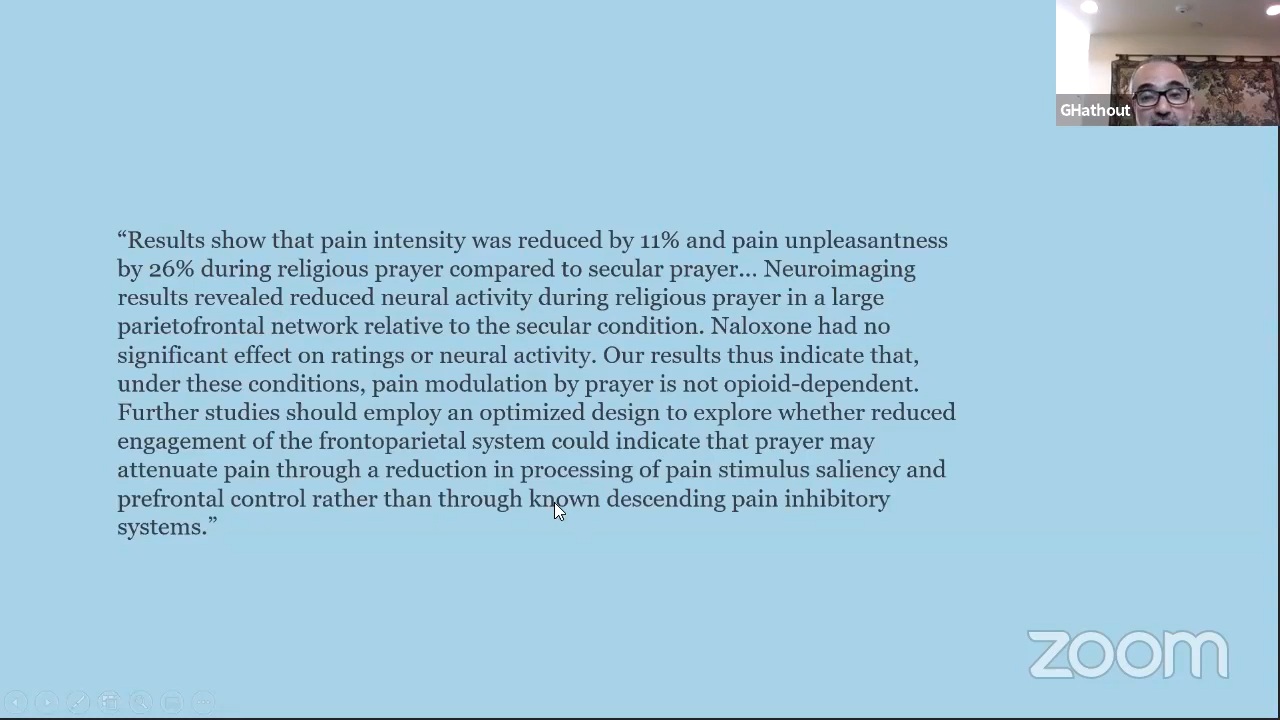 GHathout
“Results show that pain intensity was reduced by 11% and pain unpleasantness
by 26% during religious prayer compared to secular prayer... Neuroimaging
results revealed reduced neural activity during religious prayer in a large
parietofrontal network relative to the secular condition. Naloxone had no
significant effect on ratings or neural activity. Our results thus indicate that,
under these conditions, pain modulation by prayer is not opioid-dependent.
Further studies should employ an optimized design to explore whether reduced
engagement of the frontoparietal system could indicate that prayer may
attenuate pain through a reduction in processing of pain stimulus saliency and
prefrontal control rather than through known descending pain inhibitory
systems.”
zoom